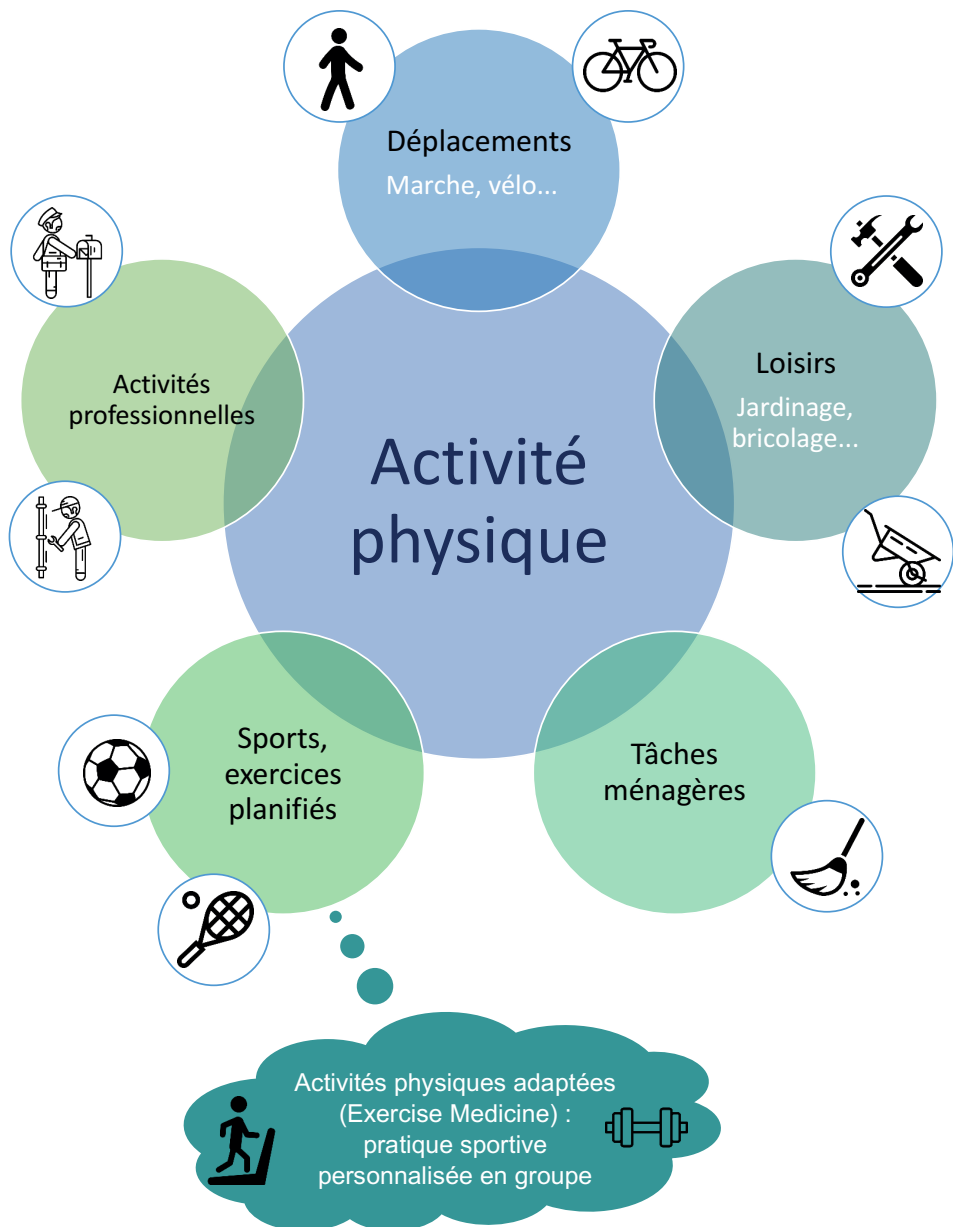 Déplacements
Marche, vélo...
Activités
professionnelles
Loisirs
Jardinage,
bricolage...
Activité
physique
Sports,
exercices
planifiés
Tâches
ménagères
Activités physiques adaptées
(Exercise Medicine) :
pratique sportive
personnalisée en groupe